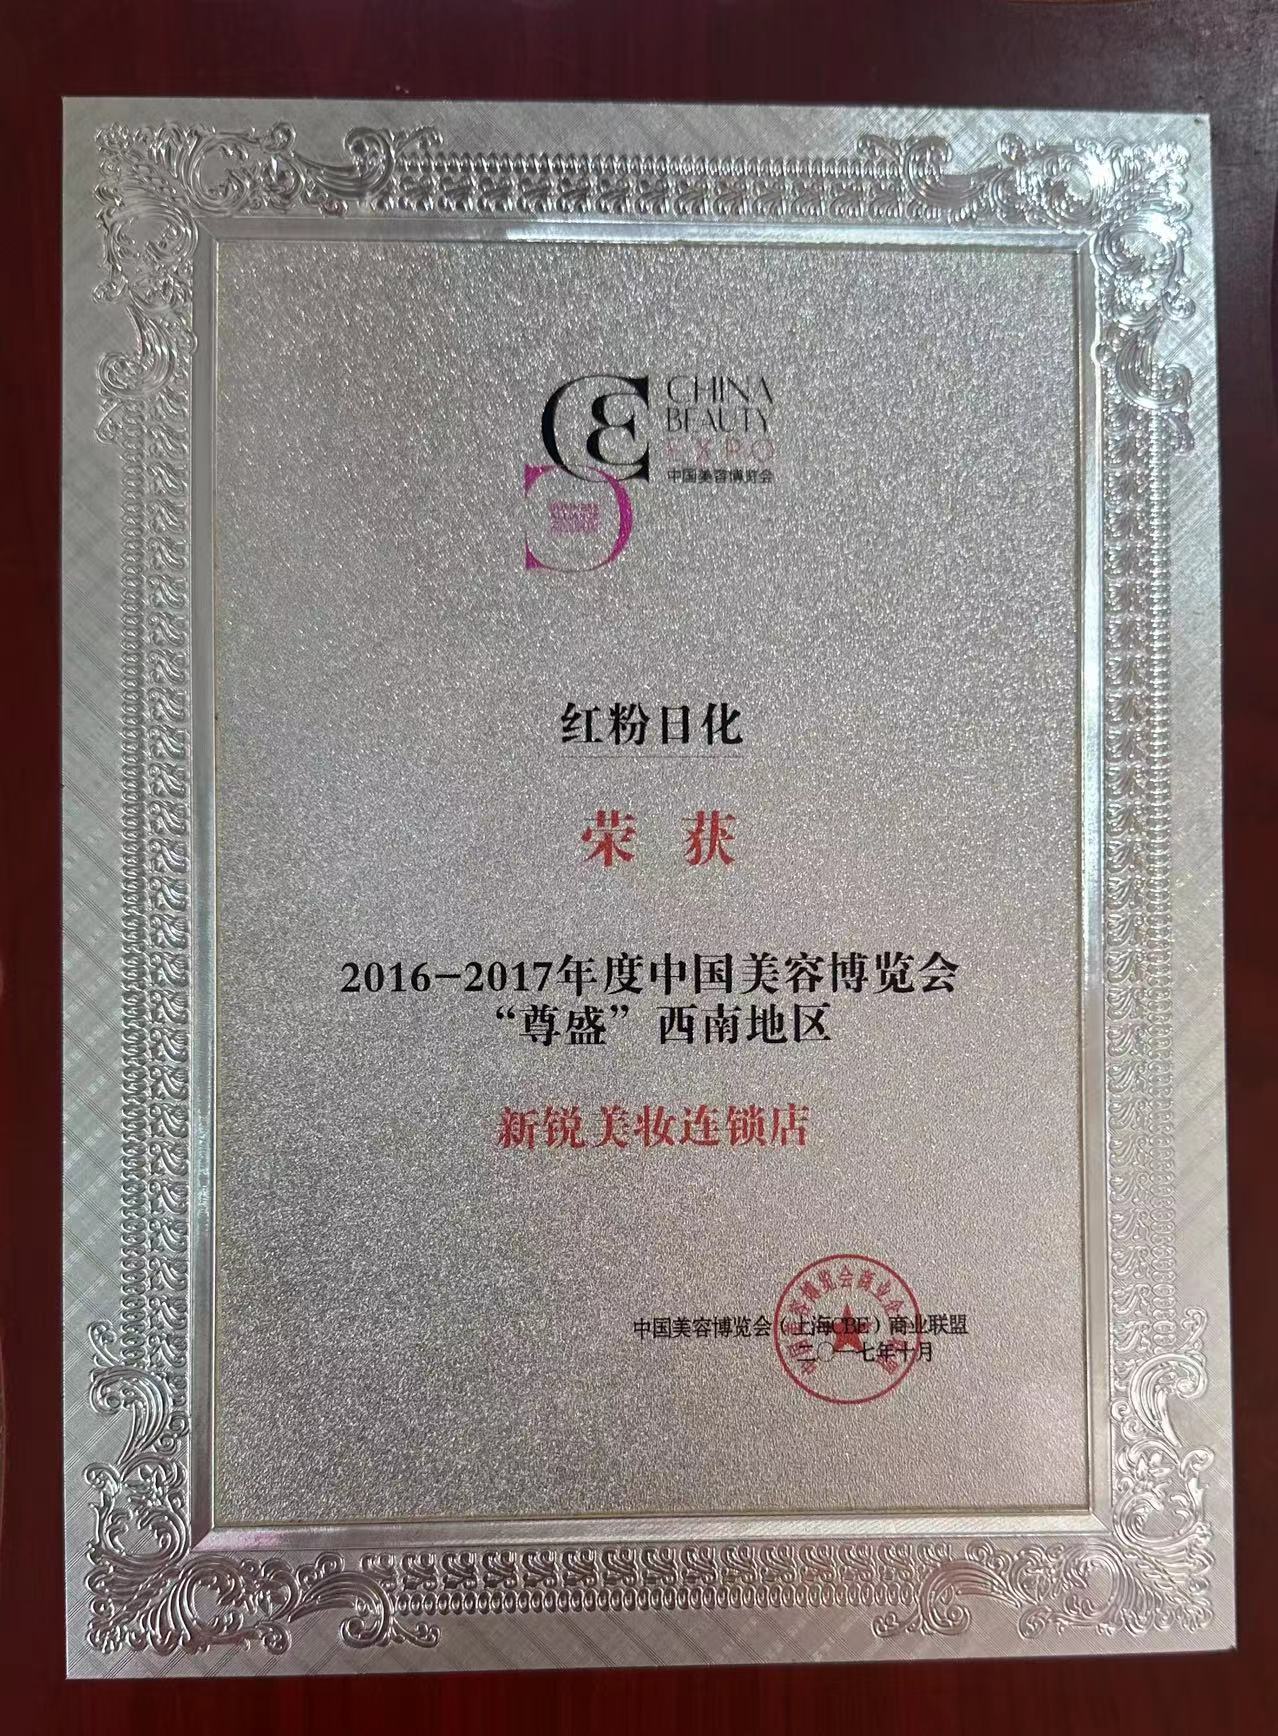 CHINA
BEAUTY
EXPO
中国美容博览会
红粉日化
荣 获
2016-2017年度中国美容博览会
“尊盛”西南地区
新锐美妆连锁店
中国美容博览会（上海CBE）商业联盟
二〇一七年十月